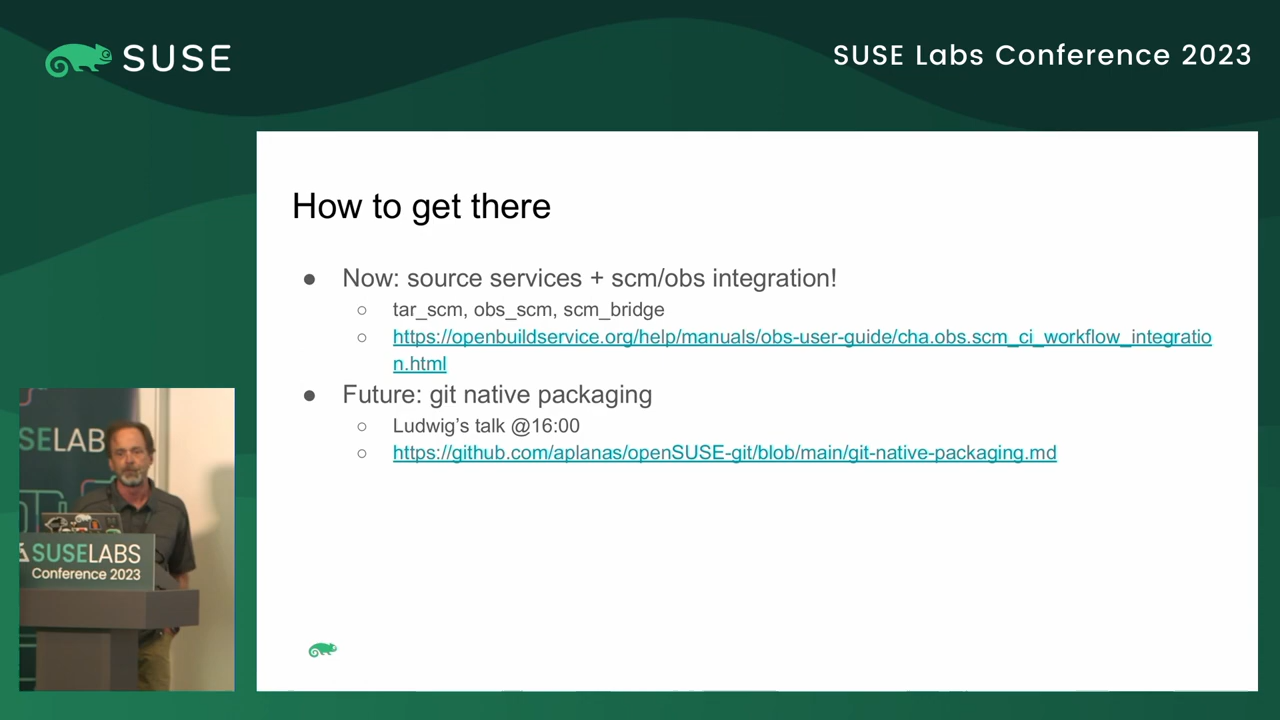 SUSE
SUSE Labs Conference 2023
How to get there
● Now: source services + scm/obs integration!
○ tar_scm, obs_scm, scm_bridge
○ https://openbuildservice.org/help/manuals/obs-user-guide/cha.obs.scm_ci_workflow_integratio
n.html
● Future: git native packaging
○ Ludwig's talk @16:00
○ https://github.com/aplanas/openSUSE-git/blob/main/git-native-packaging.md
SELAB
SUSELABS
Conference 2023